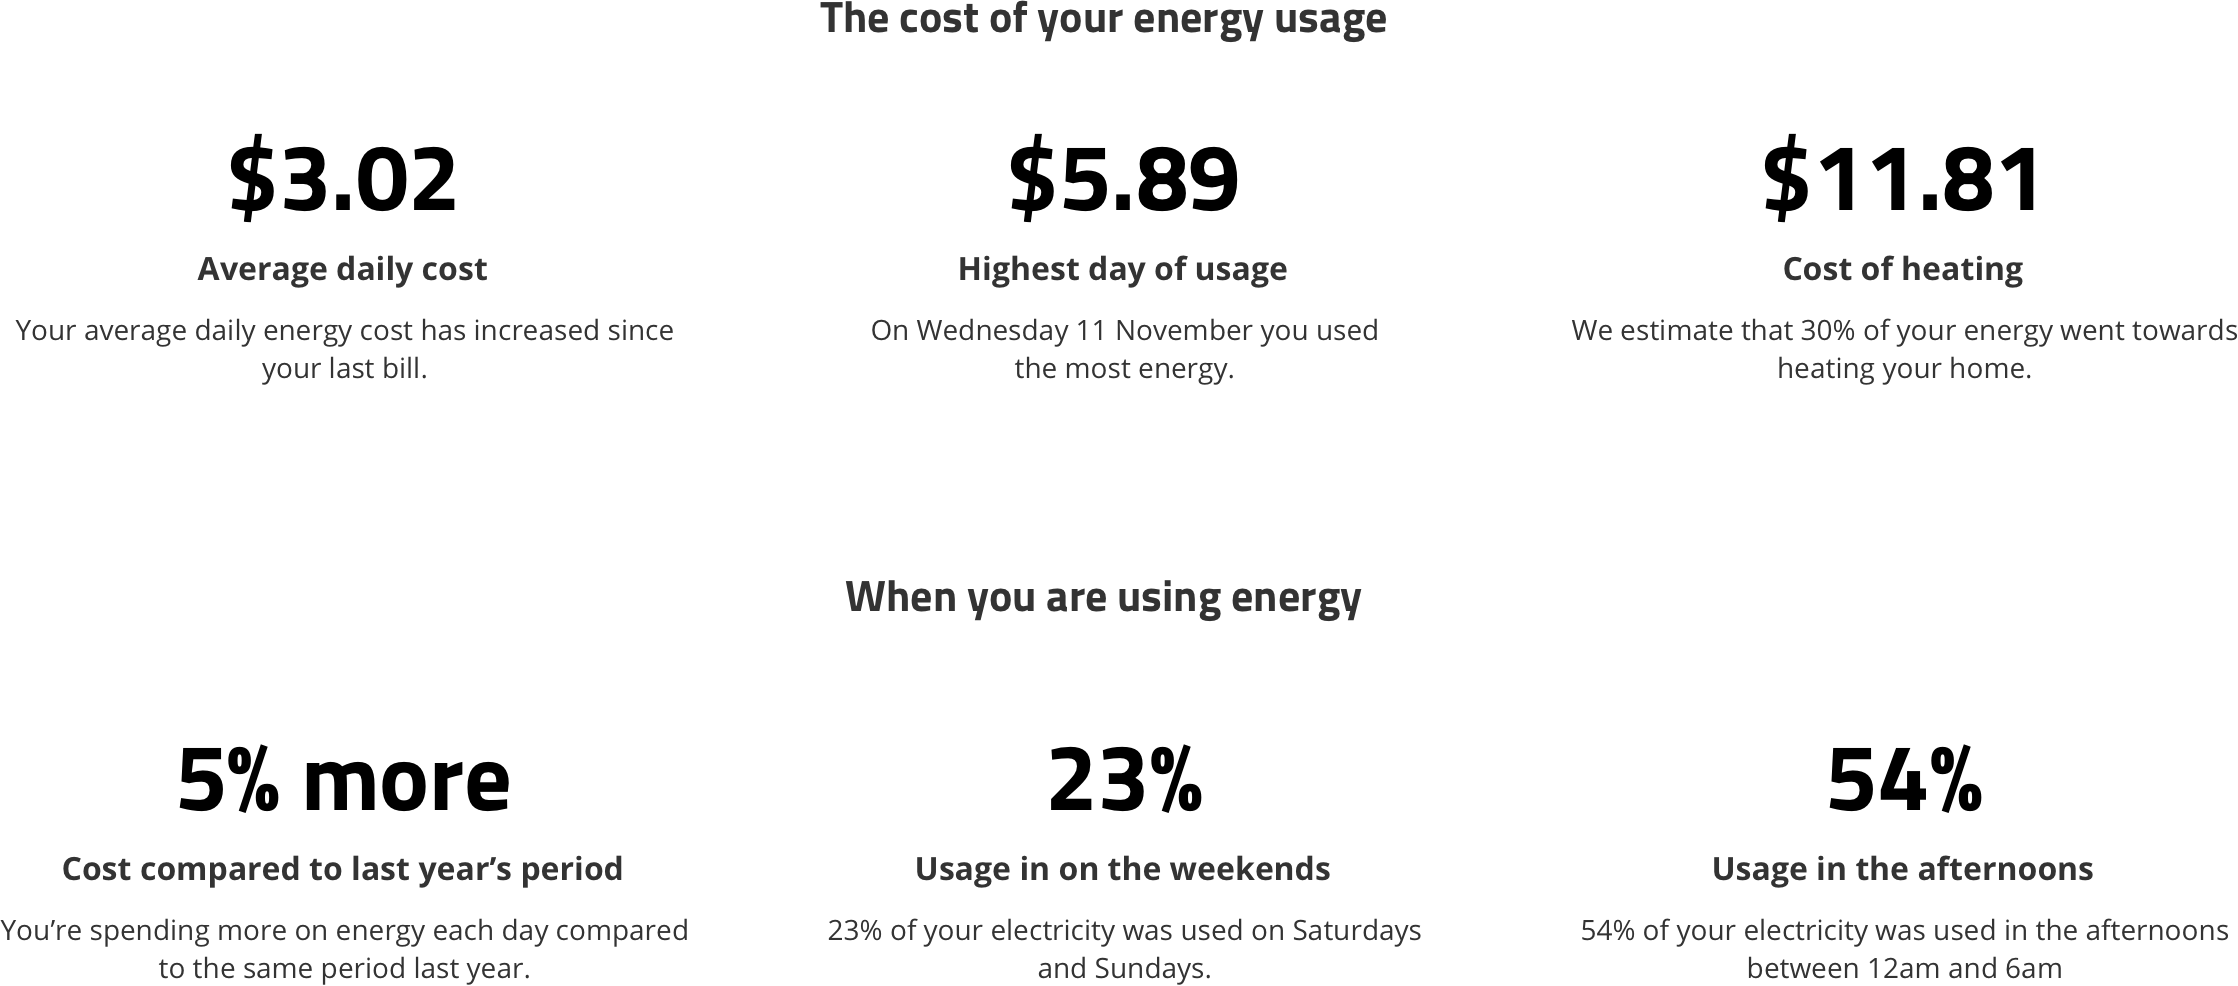 The cost of your energy usage
$3.02
Average daily cost
Your average daily energy cost has increased since
your last bill.
$5.89
Highest day of usage
On Wednesday 11 November you used
the most energy.
$11.81
Cost of heating
We estimate that 30% of your energy went towards
heating your home.
When you are using energy
5% more
Cost compared to last year’s period
You’re spending more on energy each day compared
to the same period last year.
23%
Usage in on the weekends
23% of your electricity was used on Saturdays
and Sundays.
54%
Usage in the afternoons
54% of your electricity was used in the afternoons
between 12am and 6am